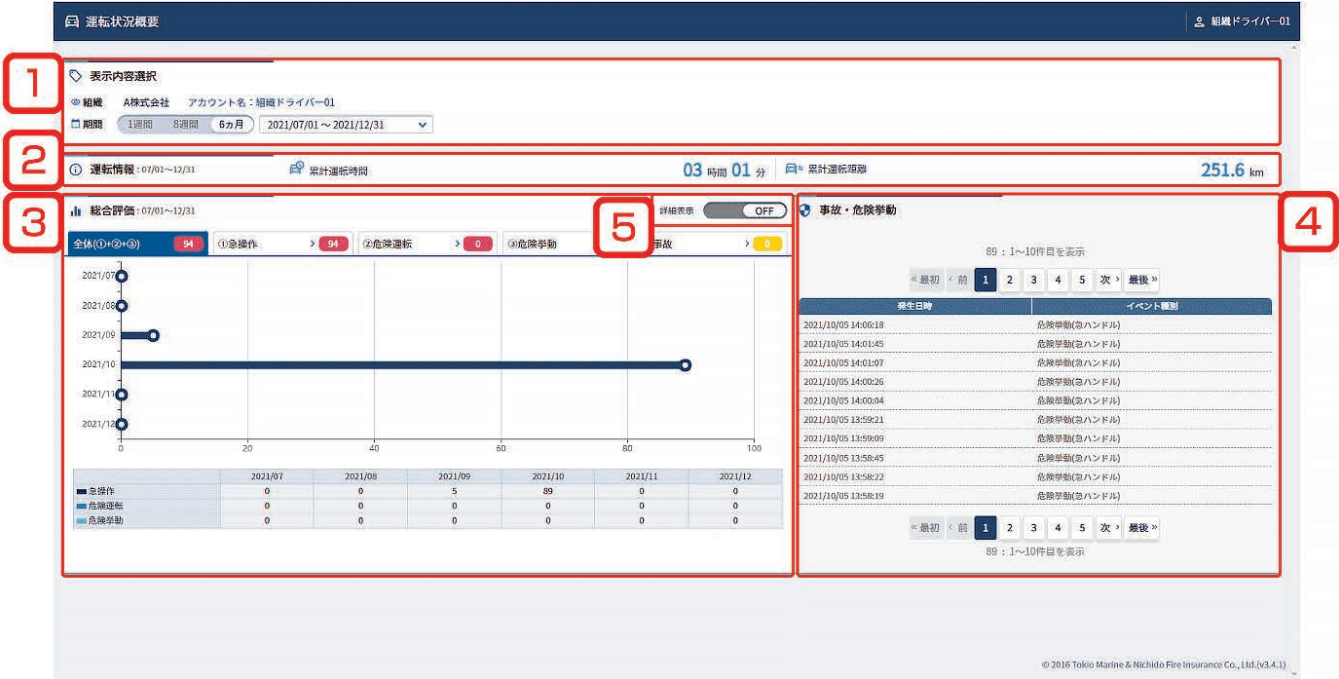 運転状況概要
組織ドライバー01
1
表示内容選択
組織 A株式会社 アカウント名:組織ドライバー01
期間 1週間 8週間 6カ月 2021/07/01 ~ 2021/12/31
2
運転情報 : 07/01~12/31 累計運転時間 03 時間 01 分 累計運転距離 251.6 km
3
総合評価 : 07/01~12/31
5
詳細表示 OFF
全体(①+②+③) 94 ①急操作 > 94 ②危険運転 > 0 ③危険挙動 事故 > 0
2021/07
2021/08
2021/09
2021/10
2021/11
2021/12
0 20 40 60 80 100
2021/07 2021/08 2021/09 2021/10 2021/11 2021/12
急操作 0 0 5 89 0 0
危険運転 0 0 0 0 0 0
危険挙動 0 0 0 0 0 0
4
事故・危険挙動
89 : 1~10件目を表示
«最初 ‹前 1 2 3 4 5 次› 最後»
発生日時 イベント種別
2021/10/05 14:06:18 危険挙動(急ハンドル)
2021/10/05 14:01:45 危険挙動(急ハンドル)
2021/10/05 14:01:07 危険挙動(急ハンドル)
2021/10/05 14:00:26 危険挙動(急ハンドル)
2021/10/05 14:00:04 危険挙動(急ハンドル)
2021/10/05 13:59:21 危険挙動(急ハンドル)
2021/10/05 13:59:09 危険挙動(急ハンドル)
2021/10/05 13:58:45 危険挙動(急ハンドル)
2021/10/05 13:58:22 危険挙動(急ハンドル)
2021/10/05 13:58:19 危険挙動(急ハンドル)
«最初 ‹前 1 2 3 4 5 次› 最後»
89 : 1~10件目を表示
© 2016 Tokio Marine & Nichido Fire Insurance Co., Ltd.(v3.4.1)